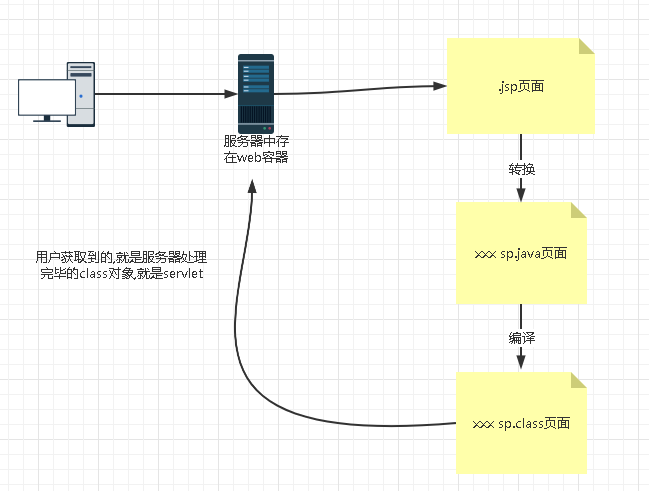 .jsp页面
服务器中存
在web容器
转换
xxx sp.java页面
用户获取到的,就是服务器处理
完毕的class对象,就是servlet
编译
xxx sp.class页面